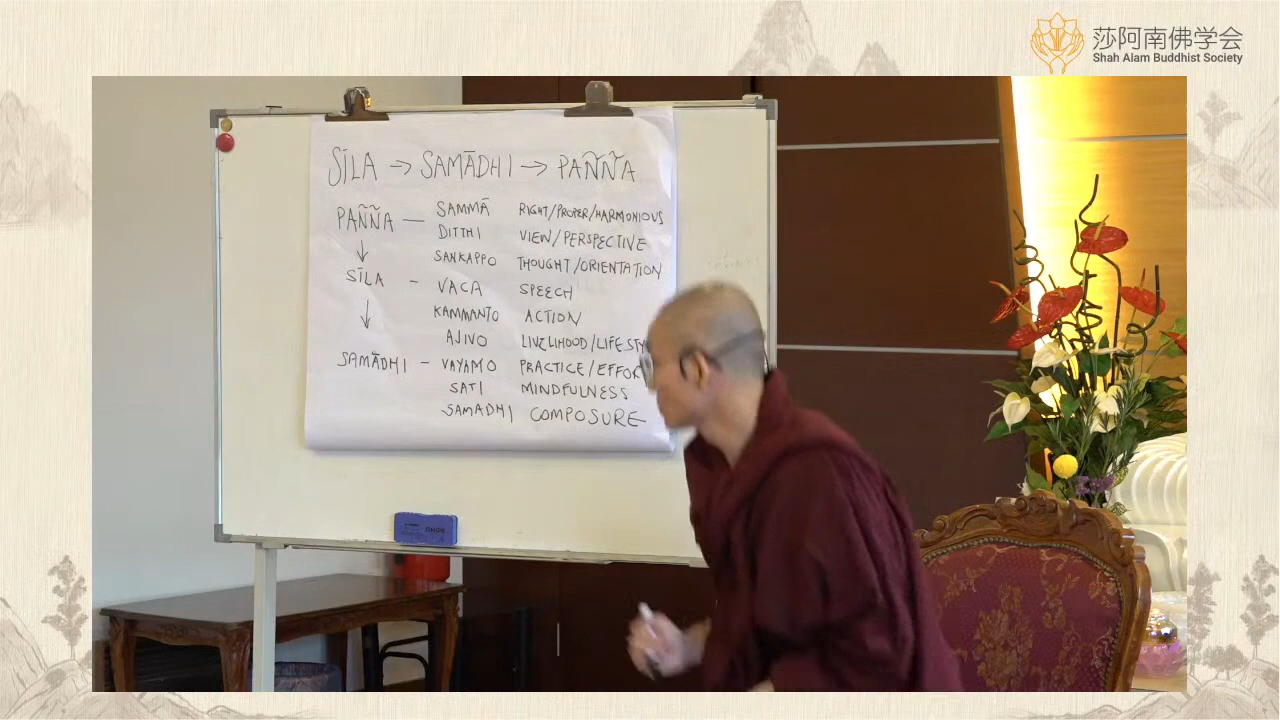 莎阿南佛学会
Shah Alam Buddhist Society
SĪLA → SAMĀDHI → PAÑÑA
PAÑÑA — SAMMĀ RIGHT/PROPER/HARMONIOUS
↓ DITTHI VIEW/PERSPECTIVE
SANKAPPO THOUGHT/ORIENTATION
SĪLA - VACA SPEECH
↓ KAMMANTO ACTION
AJIVO LIVELIHOOD/LIFESTY
SAMĀDHI - VAYAMO PRACTICE/EFFOR
SATI MINDFULNESS
SAMADHI COMPOSURE